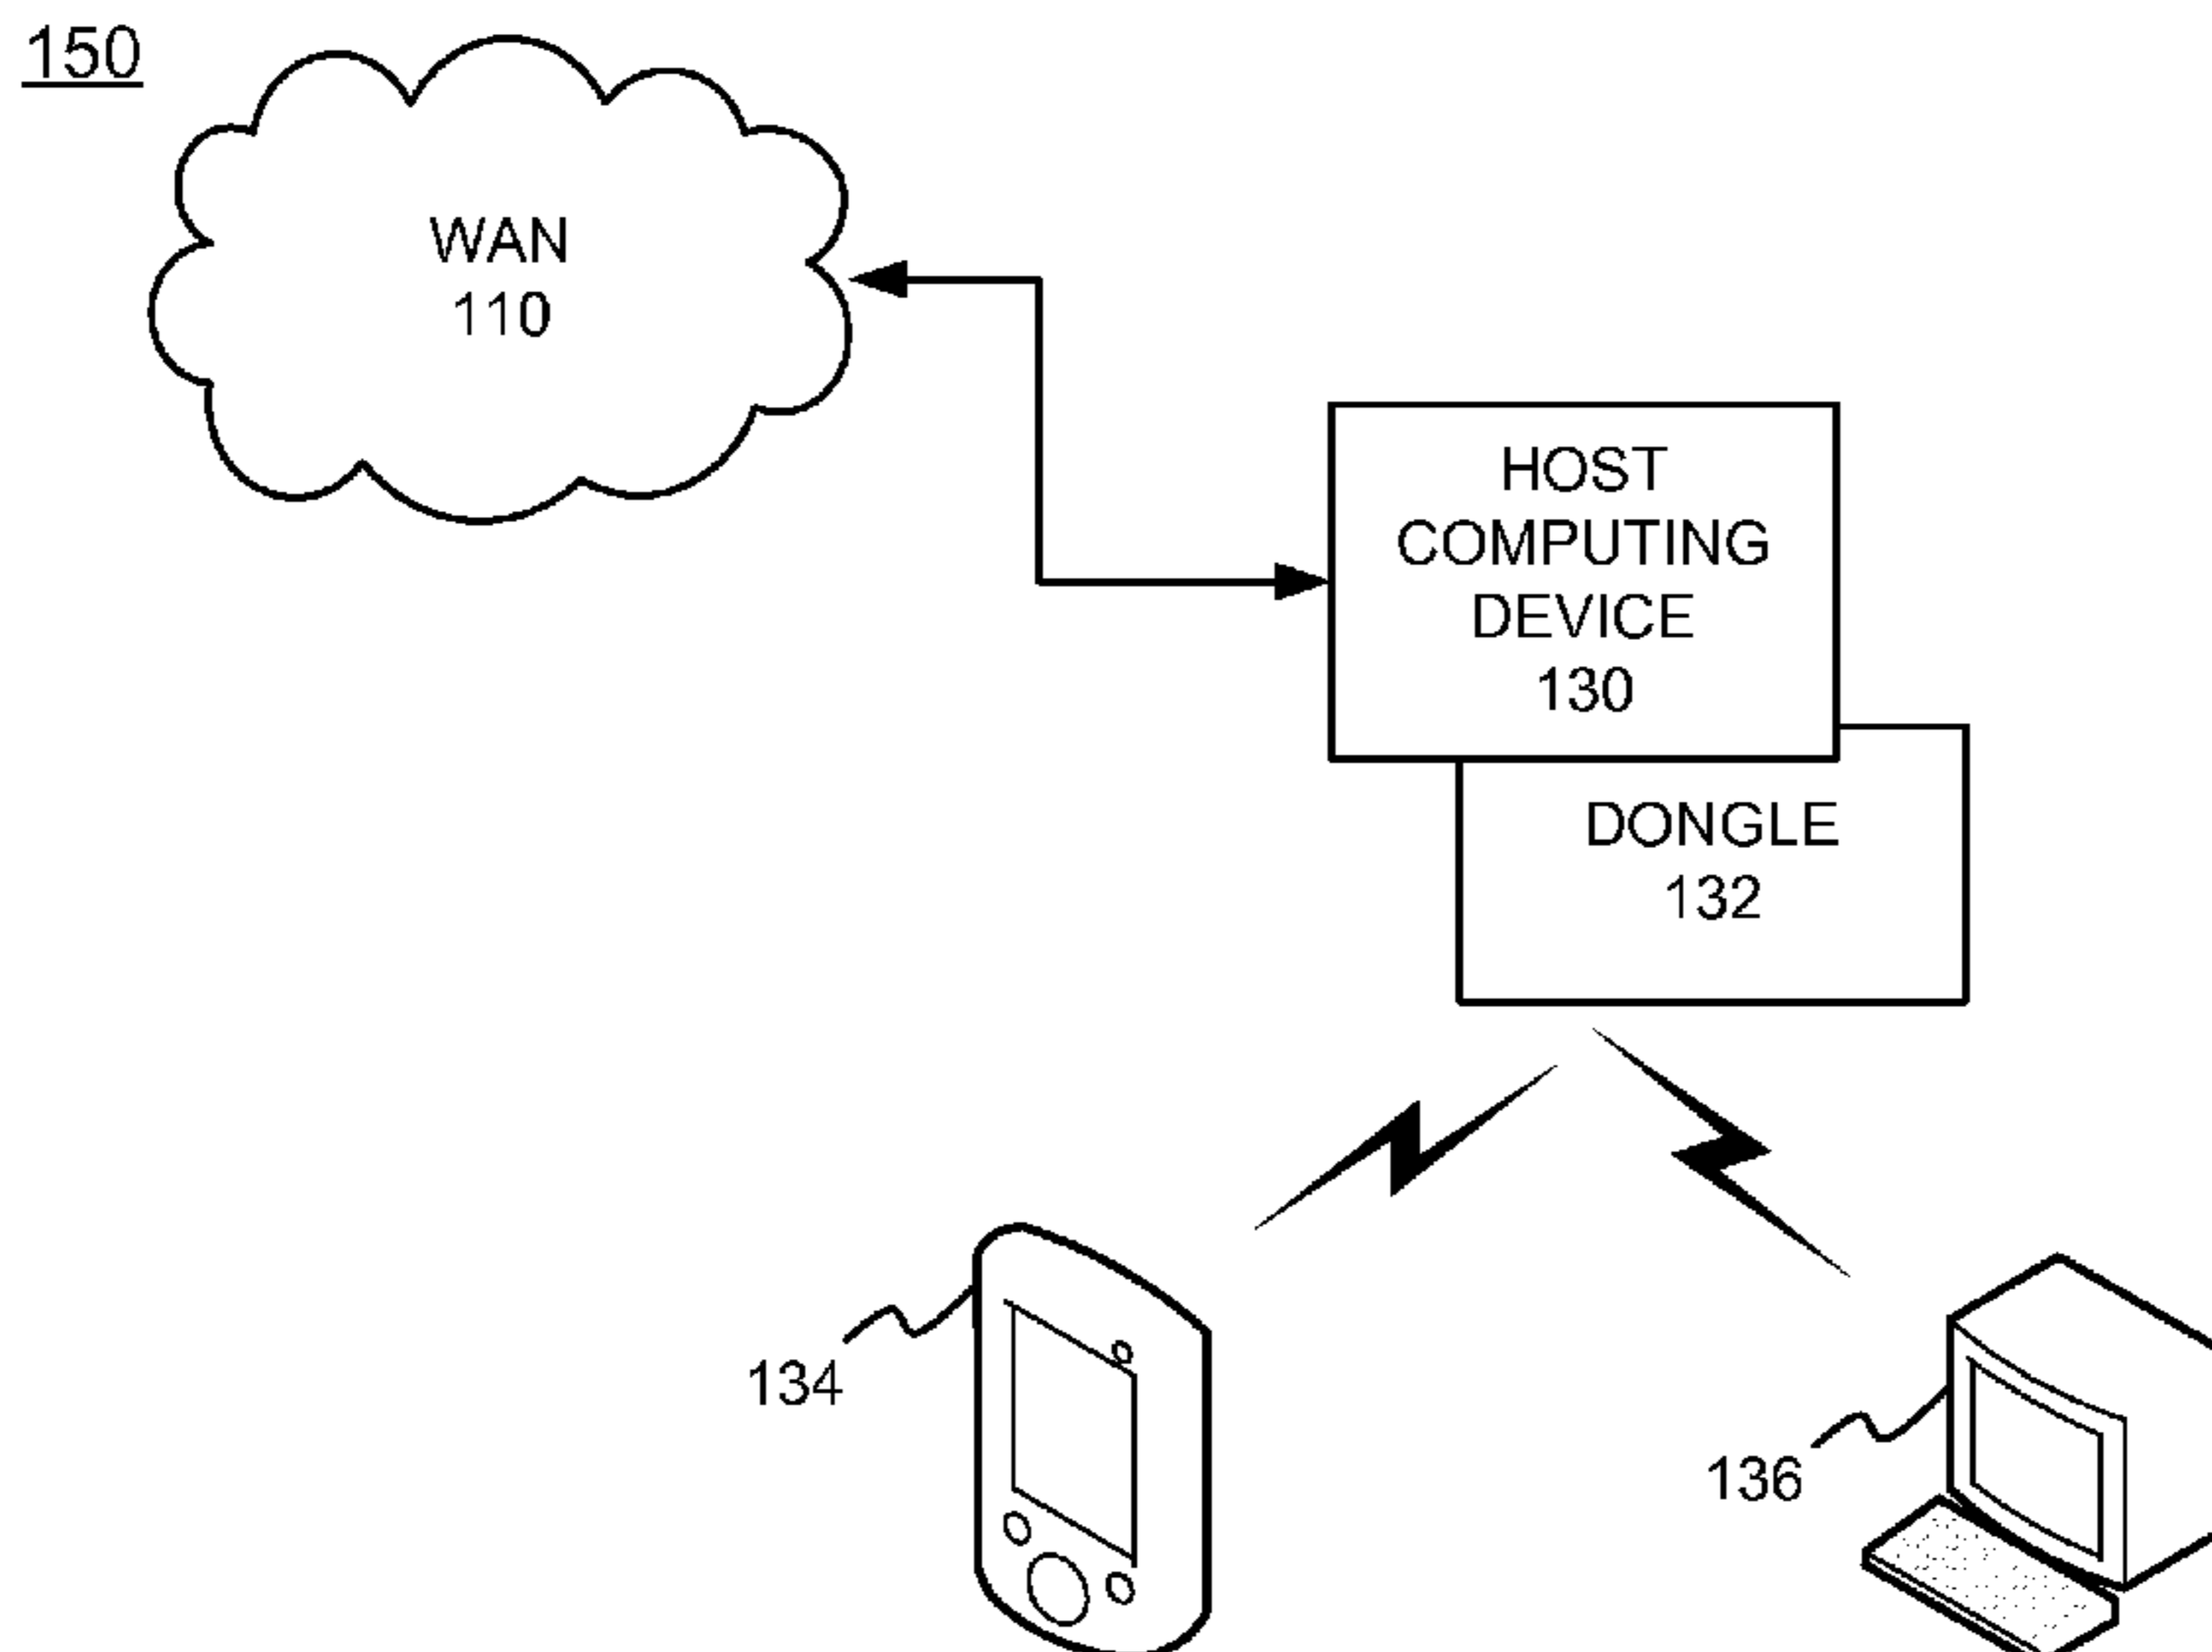 150
WAN
110
HOST
COMPUTING
DEVICE
130
DONGLE
132
134
136